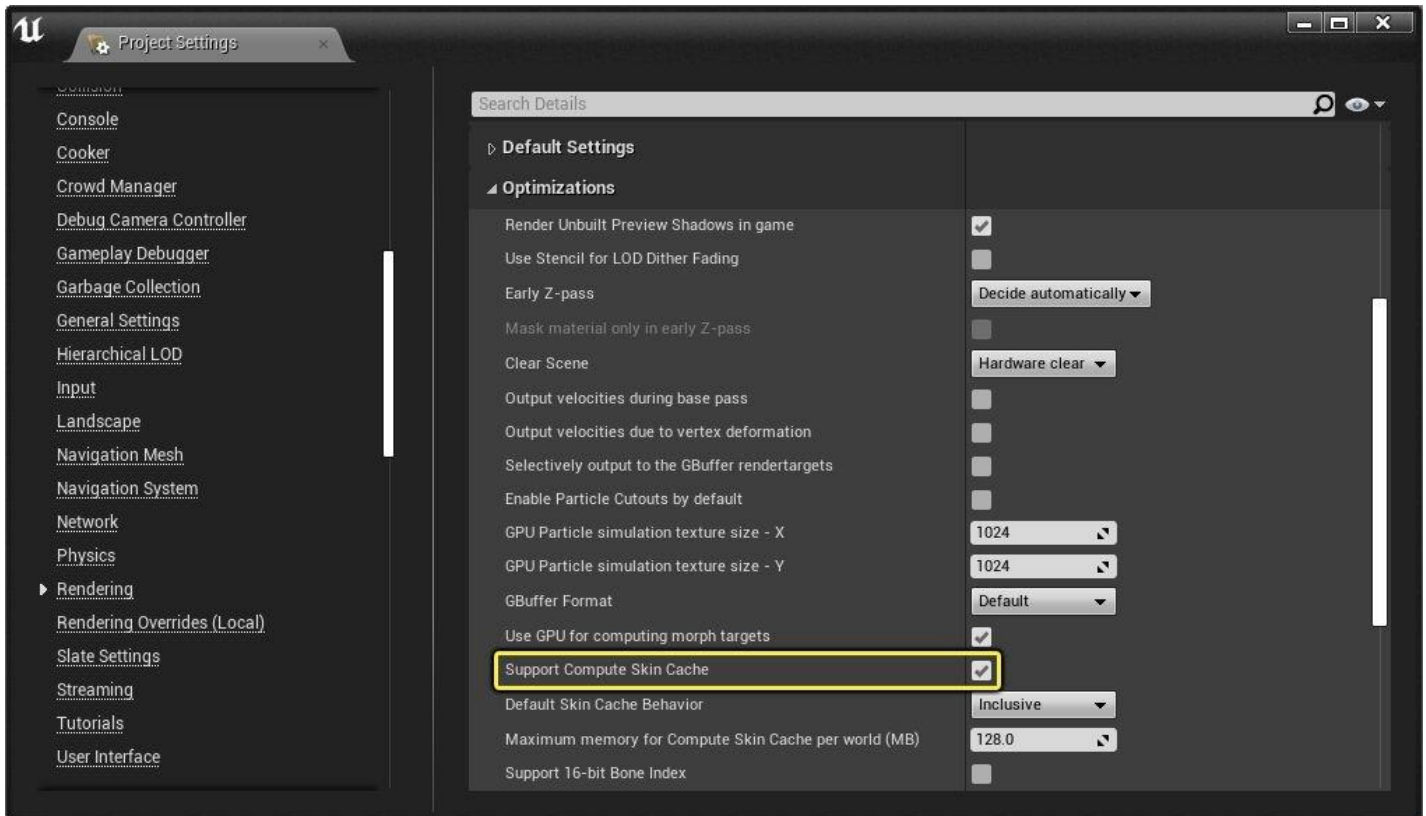 Project Settings
Console
Cooker
Crowd Manager
Debug Camera Controller
Gameplay Debugger
Garbage Collection
General Settings
Hierarchical LOD
Input
Landscape
Navigation Mesh
Navigation System
Network
Physics
Rendering
Rendering Overrides (Local)
Slate Settings
Streaming
Tutorials
User Interface
Search Details
Default Settings
Optimizations
Render Unbuilt Preview Shadows in game
Use Stencil for LOD Dither Fading
Early Z-pass Decide automatically
Mask material only in early Z-pass
Clear Scene Hardware clear
Output velocities during base pass
Output velocities due to vertex deformation
Selectively output to the GBuffer rendertargets
Enable Particle Cutouts by default
GPU Particle simulation texture size - X 1024
GPU Particle simulation texture size - Y 1024
GBuffer Format Default
Use GPU for computing morph targets
Support Compute Skin Cache
Default Skin Cache Behavior Inclusive
Maximum memory for Compute Skin Cache per world (MB) 128.0
Support 16-bit Bone Index